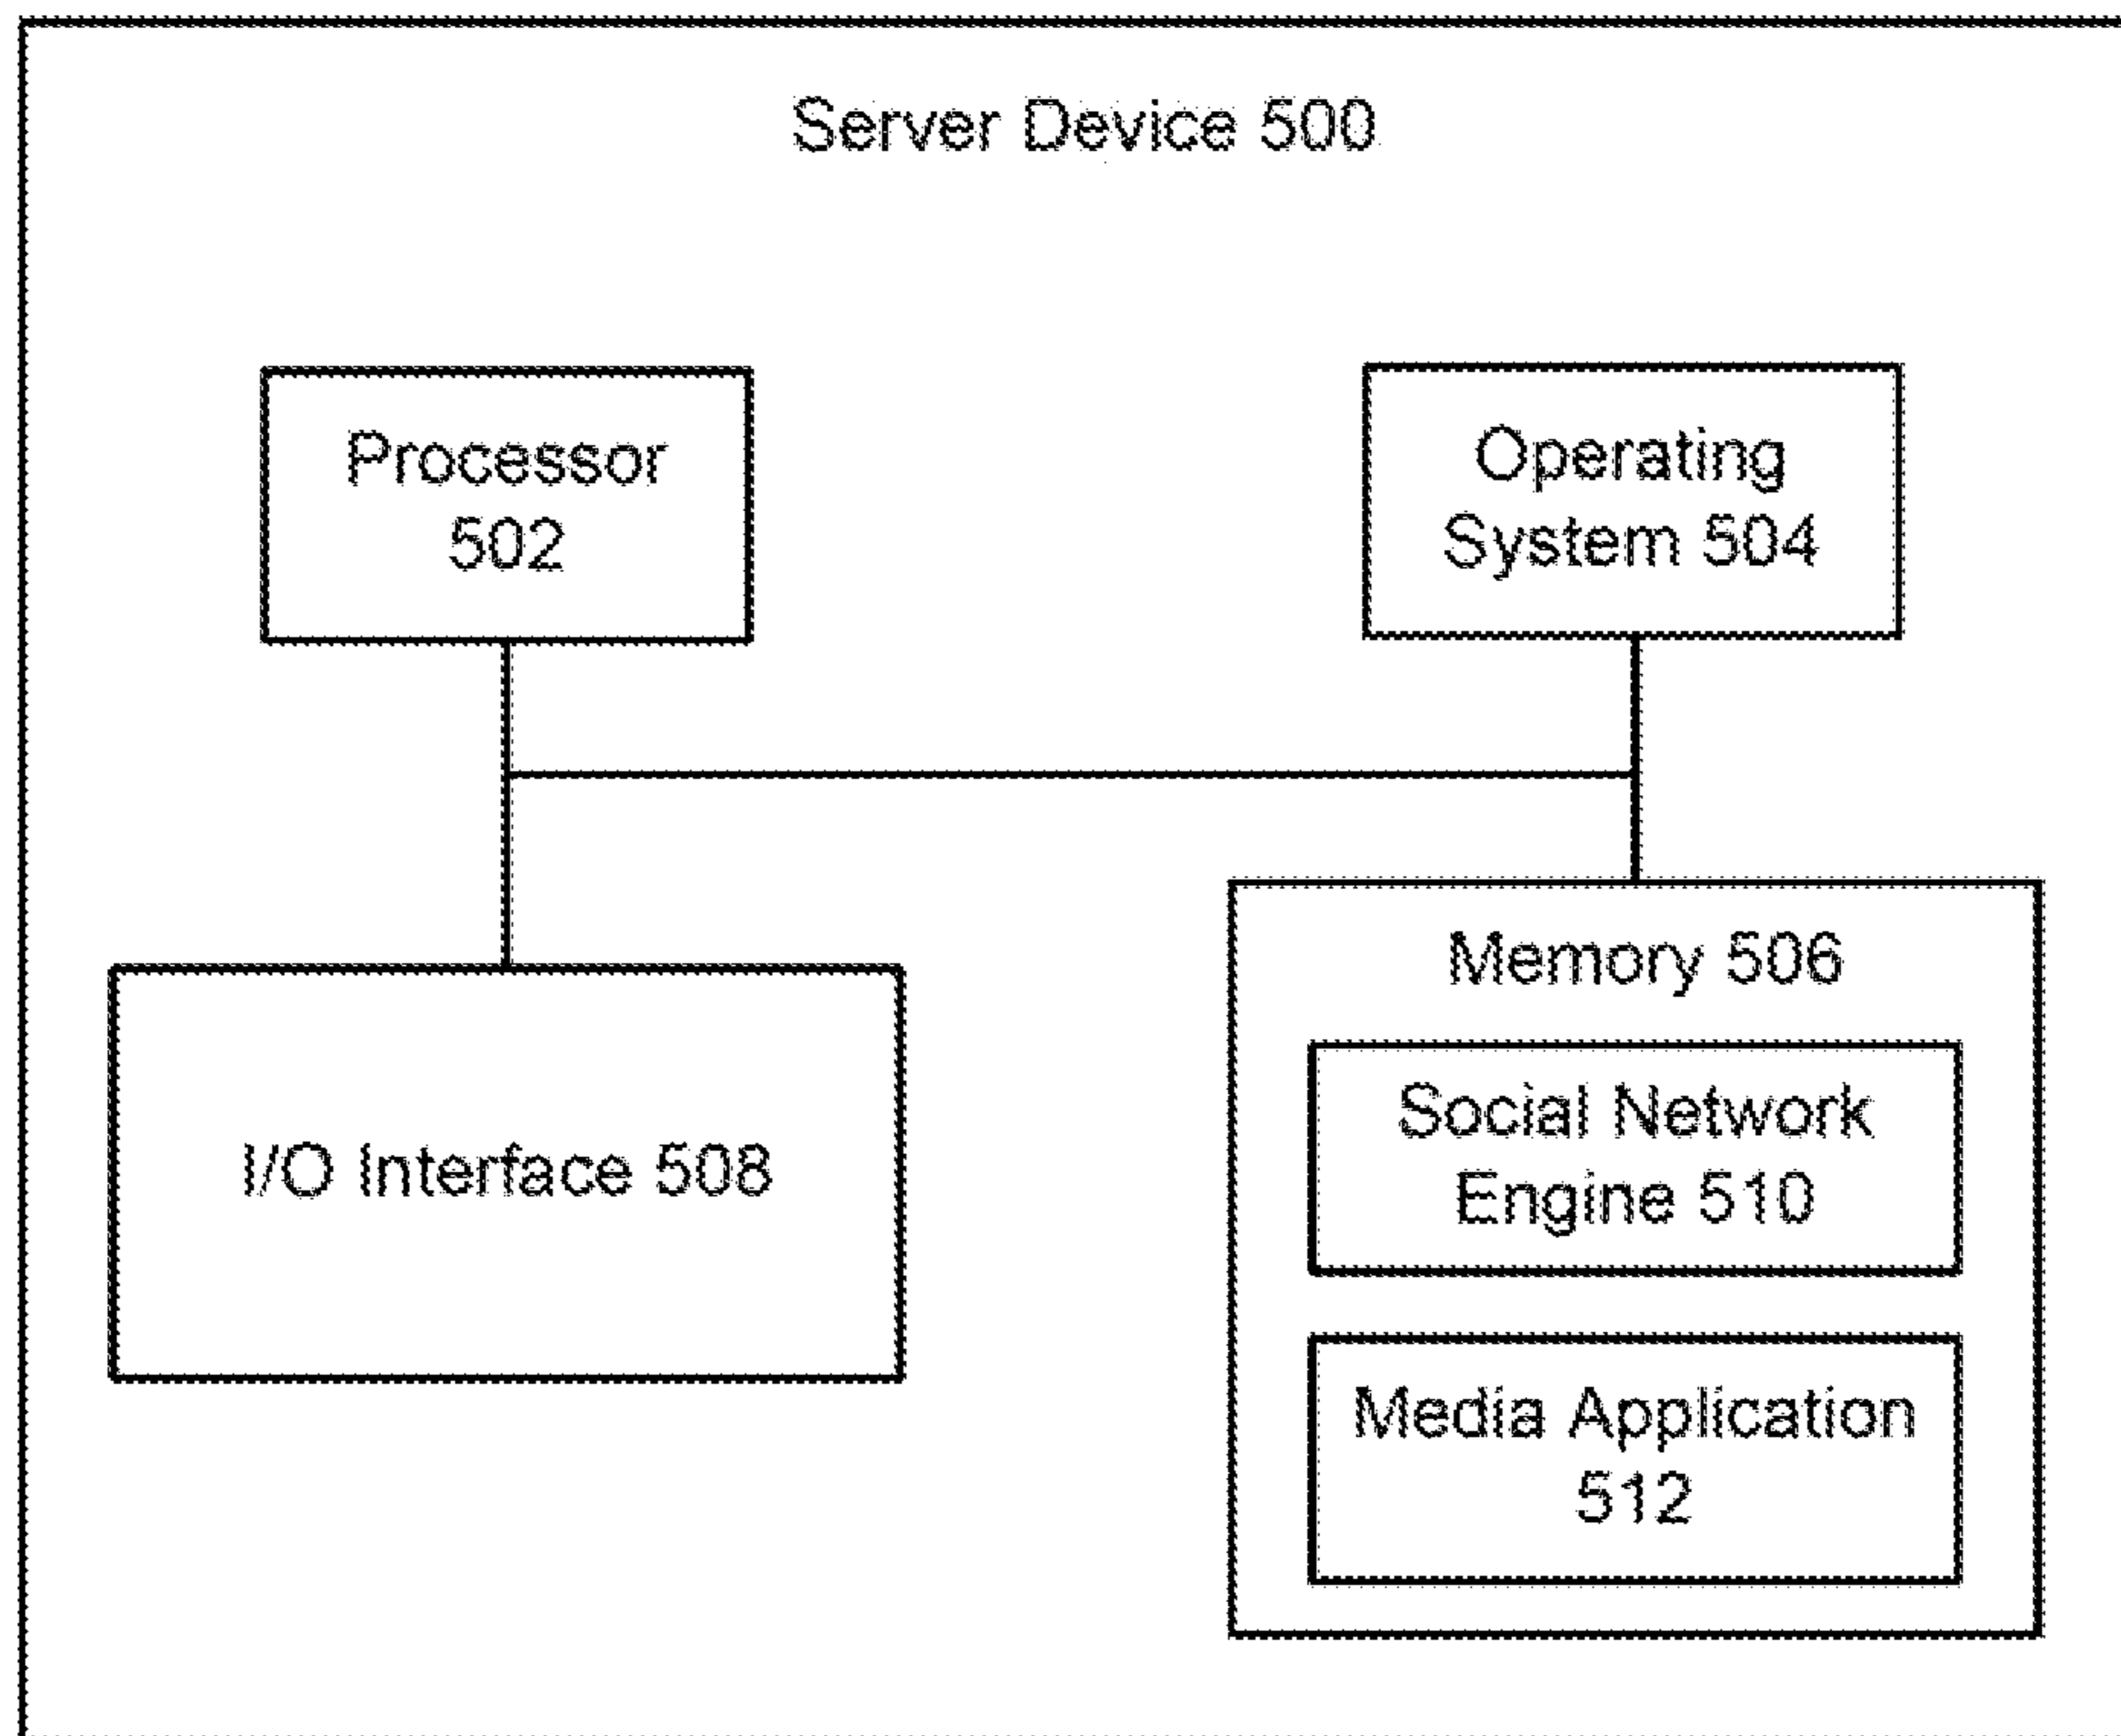 Server Device 500
Processor
502
Operating
System 504
I/O Interface 508
Memory 506
Social Network
Engine 510
Media Application
512